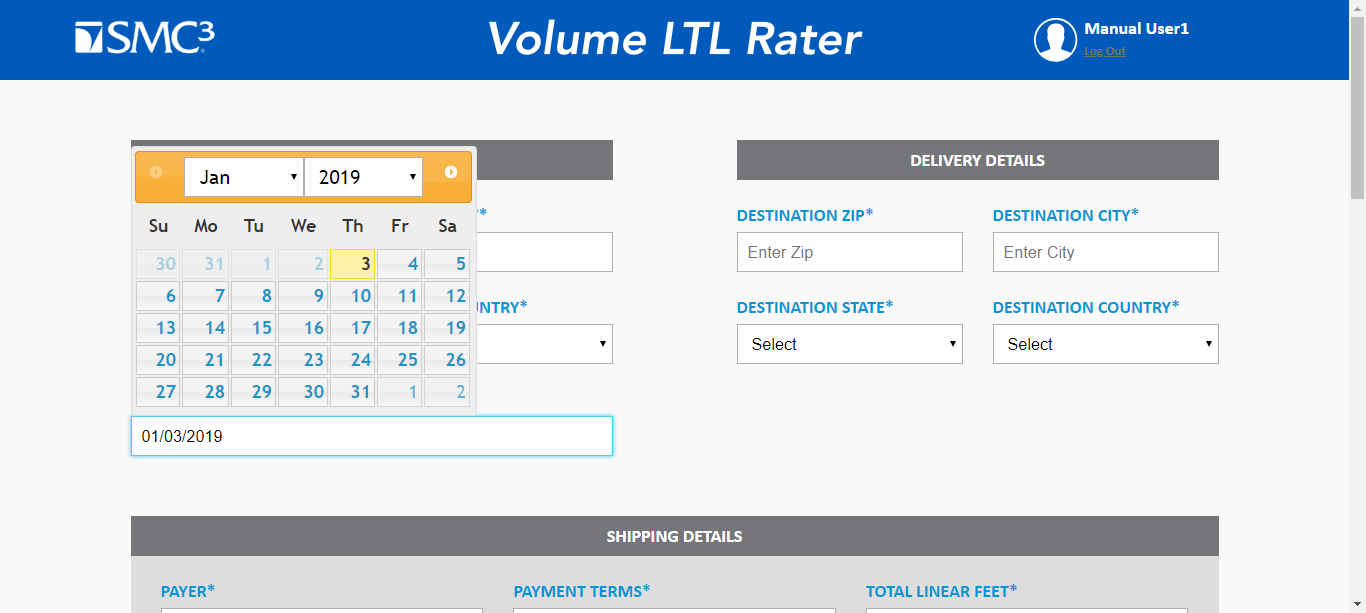 SMC3
Volume LTL Rater
Manual User1
Log Out
Jan
2019
Su Mo Tu We Th Fr Sa
30 31 1 2 3 4 5
6 7 8 9 10 11 12
13 14 15 16 17 18 19
20 21 22 23 24 25 26
27 28 29 30 31 1 2
01/03/2019
DELIVERY DETAILS
DESTINATION ZIP* DESTINATION CITY*
Enter Zip Enter City
DESTINATION STATE* DESTINATION COUNTRY*
Select Select
SHIPPING DETAILS
PAYER* PAYMENT TERMS* TOTAL LINEAR FEET*